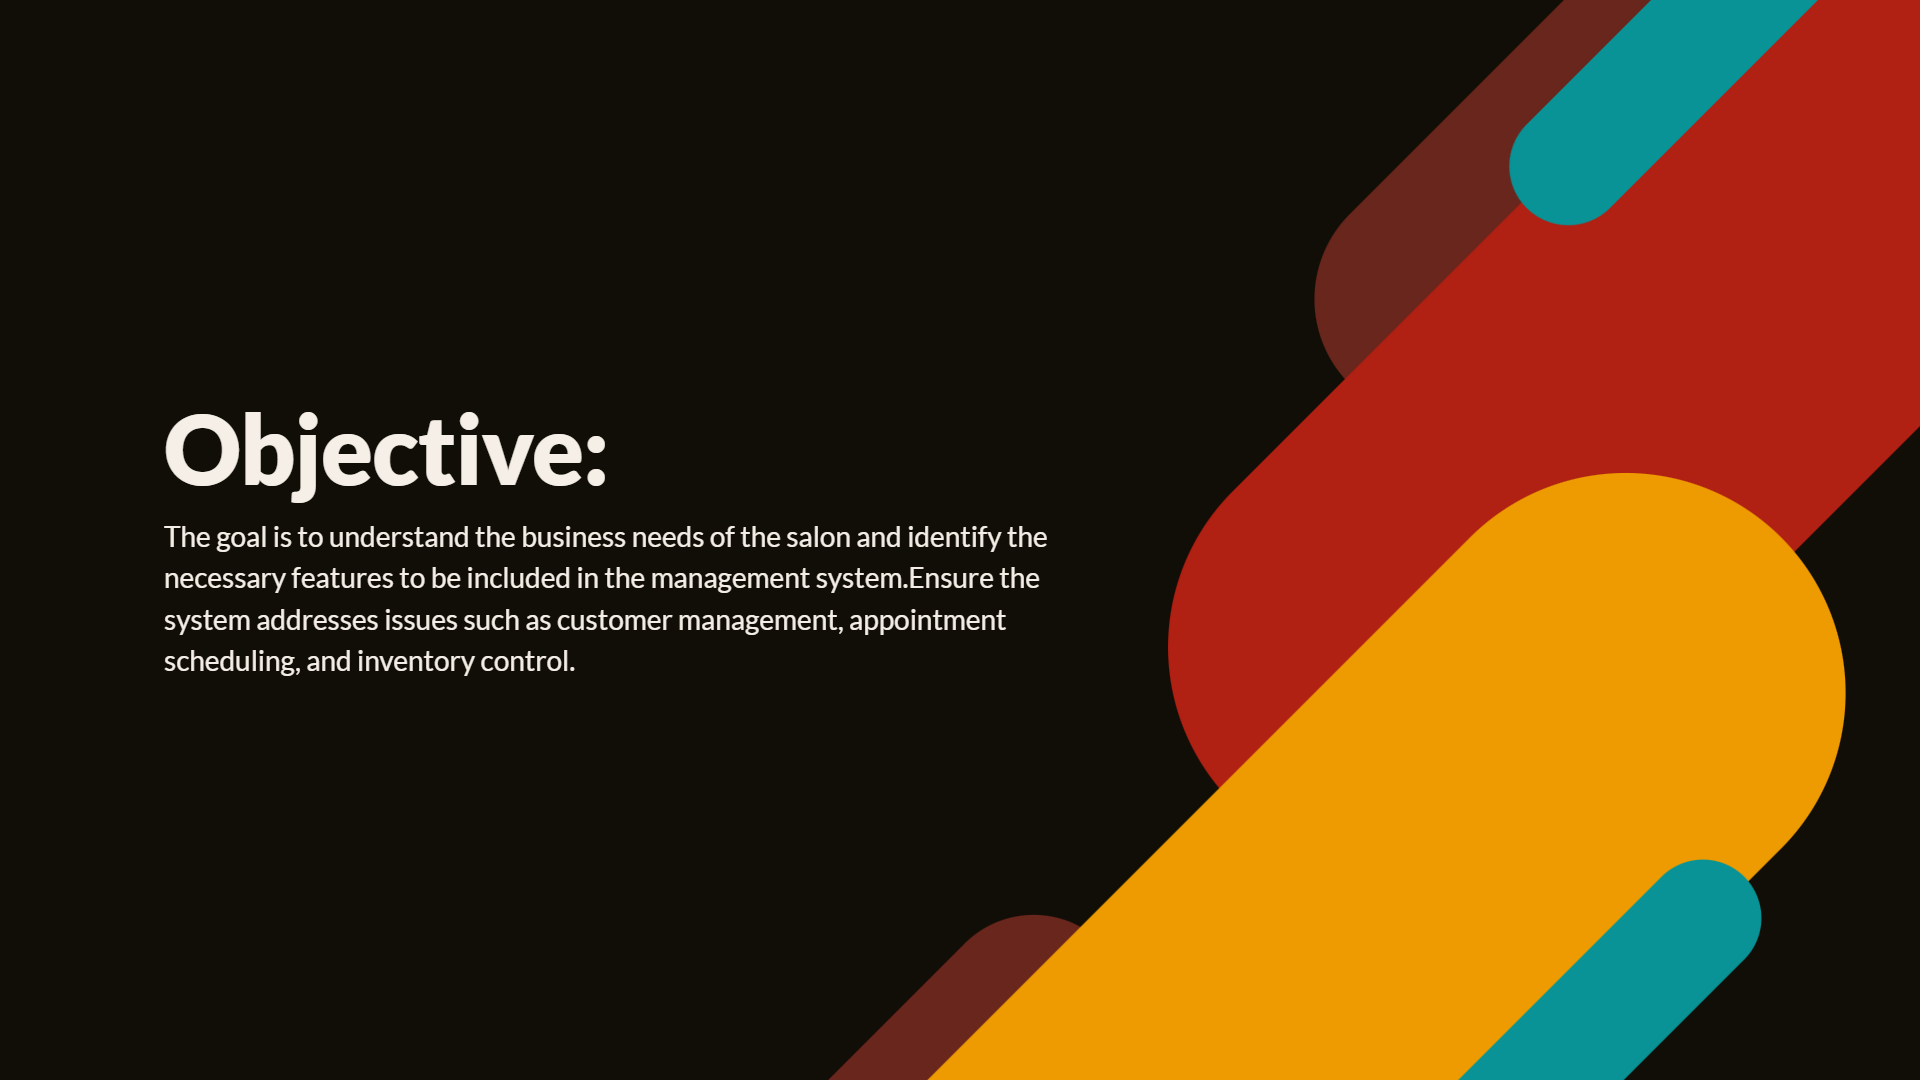 Objective:
The goal is to understand the business needs of the salon and identify the
necessary features to be included in the management system.Ensure the
system addresses issues such as customer management, appointment
scheduling, and inventory control.